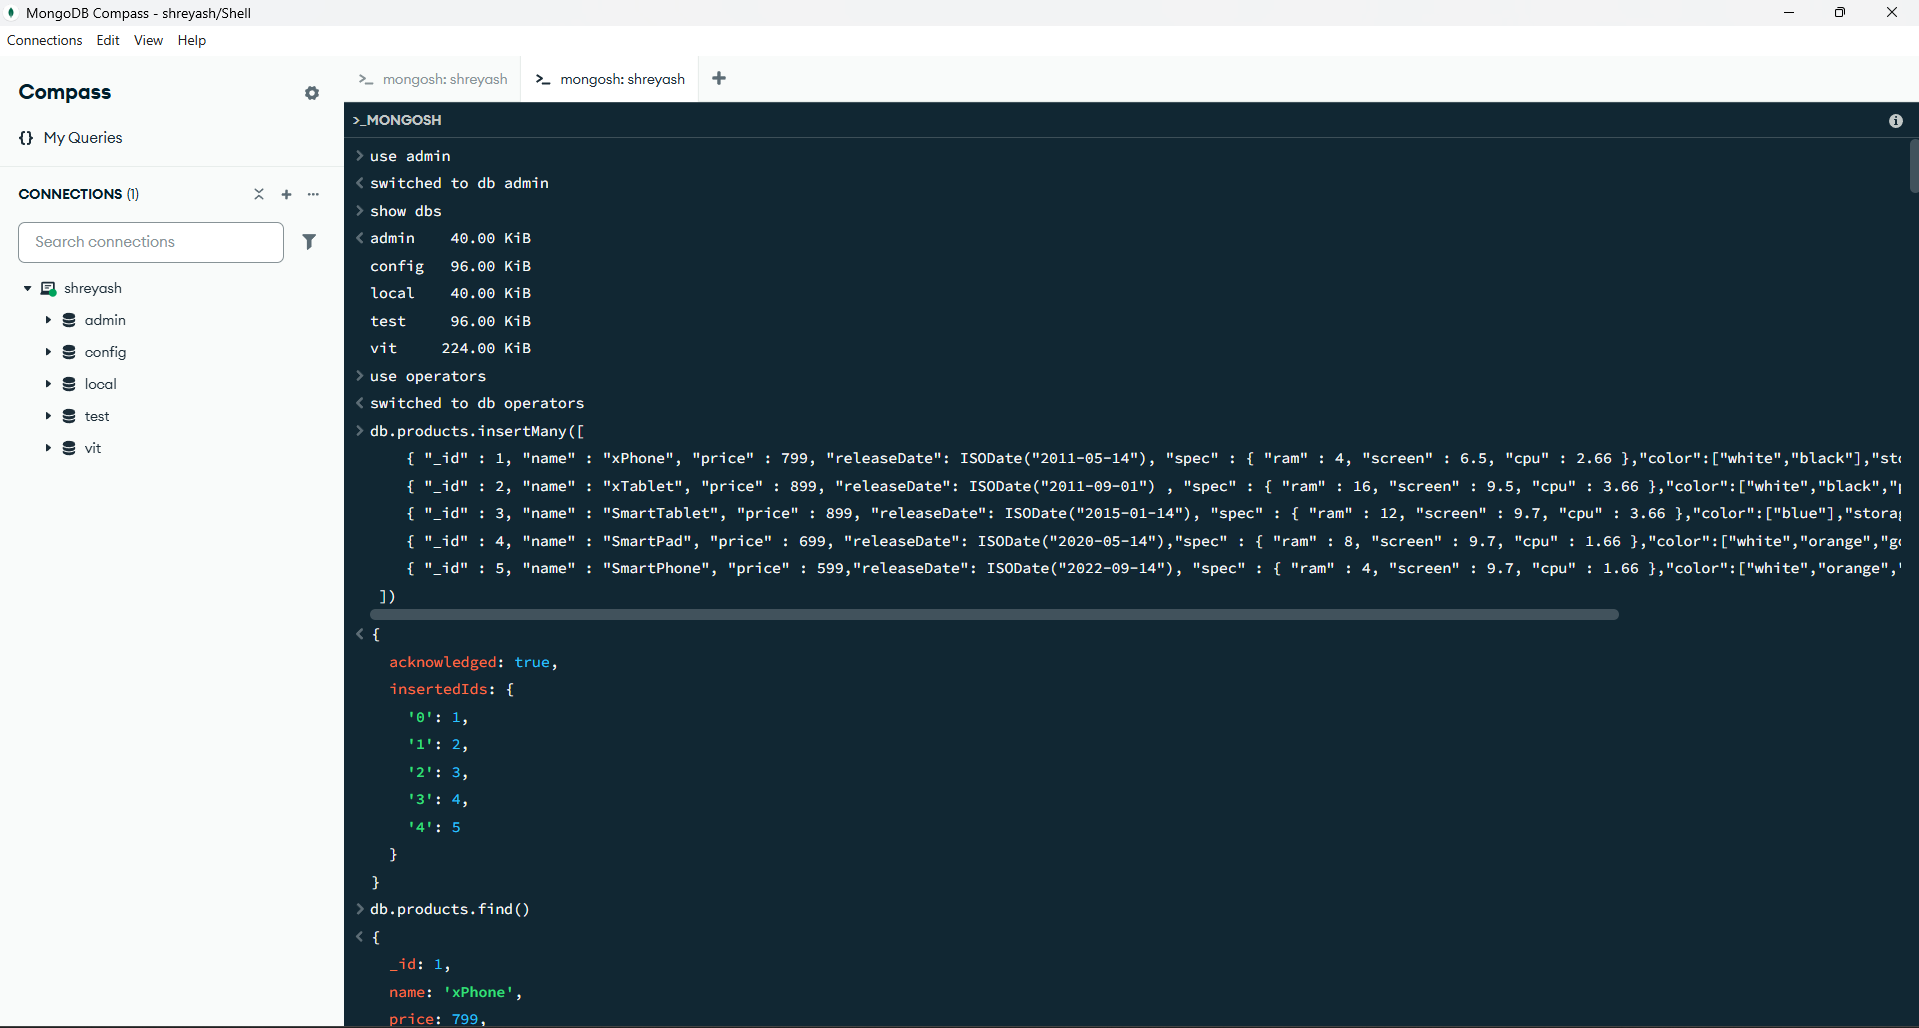 MongoDB Compass - shreyash/Shell
Connections Edit View Help
Compass
My Queries
CONNECTIONS (1)
Search connections
shreyash
admin
config
local
test
vit
mongosh: shreyash
mongosh: shreyash
>_MONGOSH
> use admin
< switched to db admin
> show dbs
< admin 40.00 KiB
config 96.00 KiB
local 40.00 KiB
test 96.00 KiB
vit 224.00 KiB
> use operators
< switched to db operators
> db.products.insertMany([
{ "_id" : 1, "name" : "xPhone", "price" : 799, "releaseDate": ISODate("2011-05-14"), "spec" : { "ram" : 4, "screen" : 6.5, "cpu" : 2.66 },"color":["white","black"],"sto
{ "_id" : 2, "name" : "xTablet", "price" : 899, "releaseDate": ISODate("2011-09-01") , "spec" : { "ram" : 16, "screen" : 9.5, "cpu" : 3.66 },"color":["white","black","
{ "_id" : 3, "name" : "SmartTablet", "price" : 899, "releaseDate": ISODate("2015-01-14"), "spec" : { "ram" : 12, "screen" : 9.7, "cpu" : 3.66 },"color":["blue"],"stora
{ "_id" : 4, "name" : "SmartPad", "price" : 699, "releaseDate": ISODate("2020-05-14"),"spec" : { "ram" : 8, "screen" : 9.7, "cpu" : 1.66 },"color":["white","orange","go
{ "_id" : 5, "name" : "SmartPhone", "price" : 599,"releaseDate": ISODate("2022-09-14"), "spec" : { "ram" : 4, "screen" : 9.7, "cpu" : 1.66 },"color":["white","orange","
])
< {
acknowledged: true,
insertedIds: {
'0': 1,
'1': 2,
'2': 3,
'3': 4,
'4': 5
}
}
> db.products.find()
< {
_id: 1,
name: 'xPhone',
price: 799,